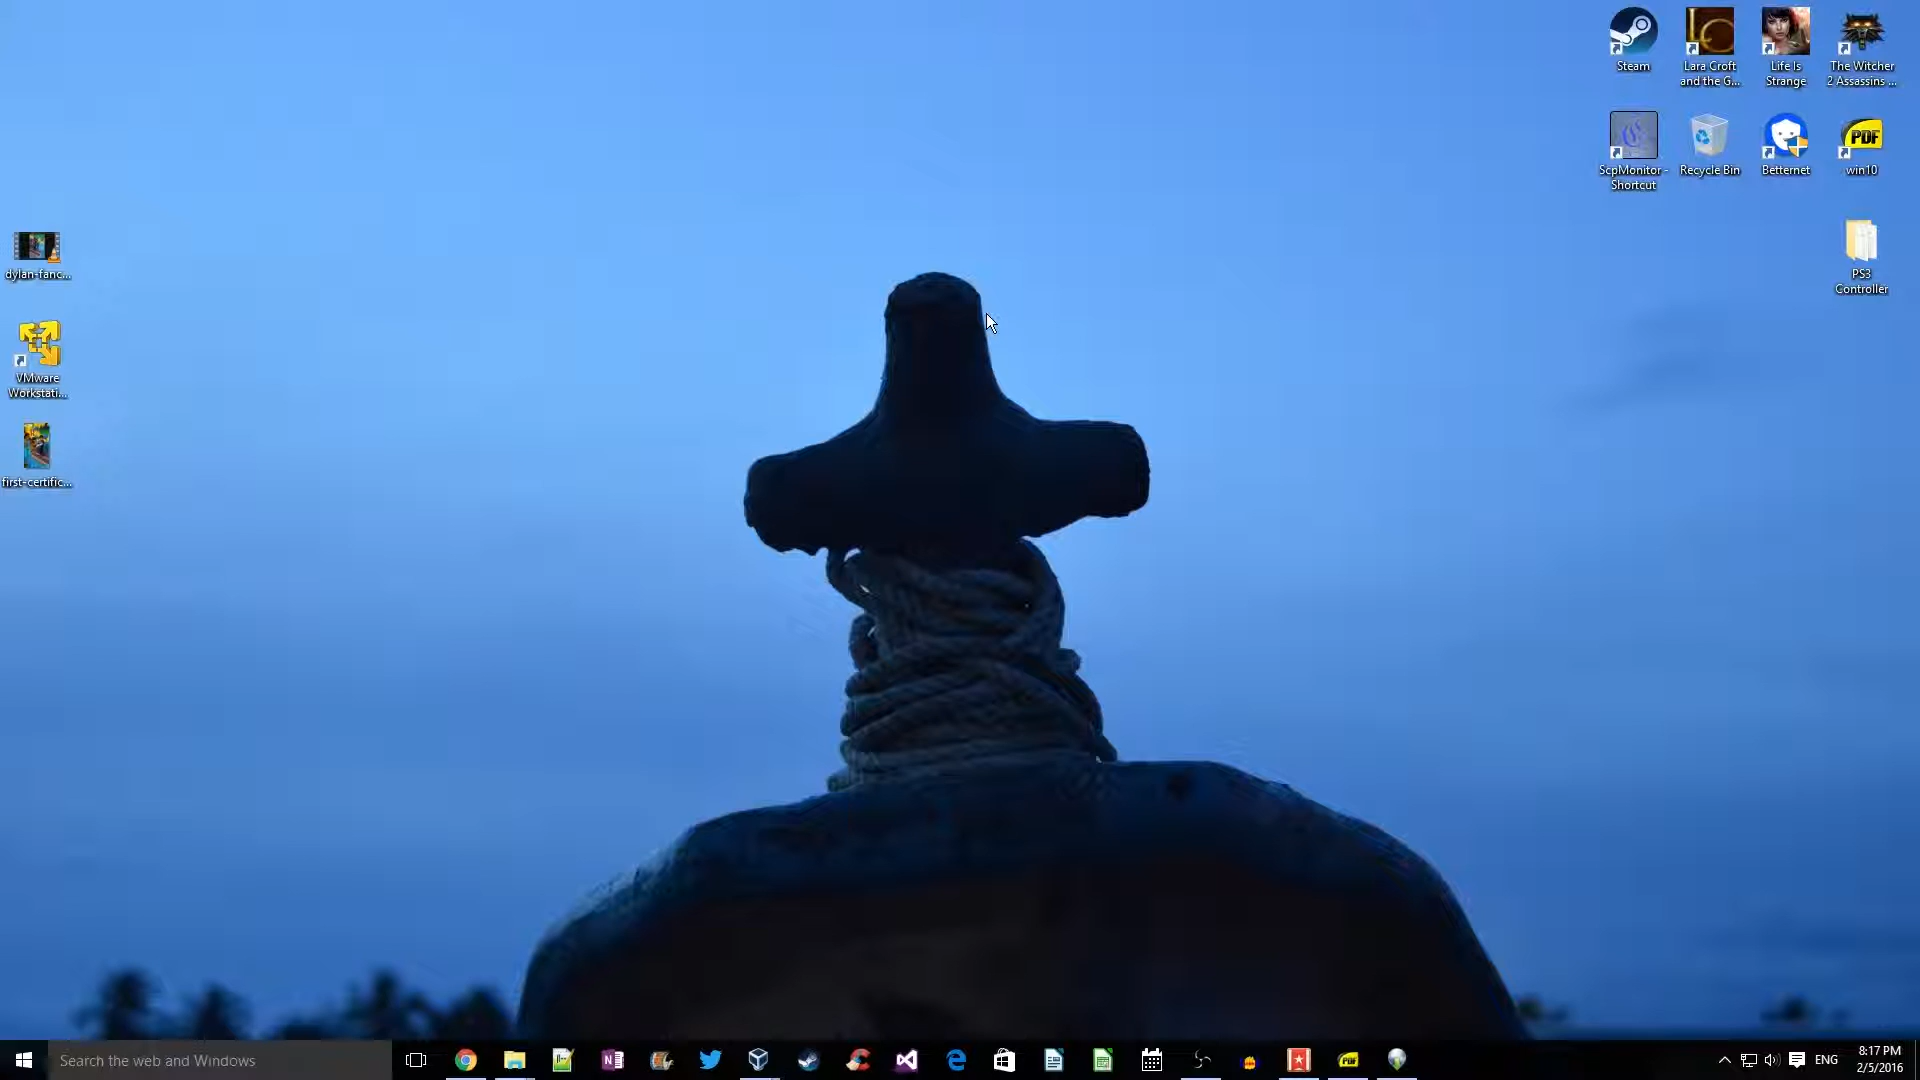 Steam
Lara Croft
and the G...
Life Is
Strange
The Witcher
2 Assassins ...
ScpMonitor -
Shortcut
Recycle Bin
Betternet
PDF
win10
PS3
Controller
dylan-fanc...
VMware
Workstati...
first-certific...
Search the web and Windows
PDF
ENG
8:17 PM
2/5/2016